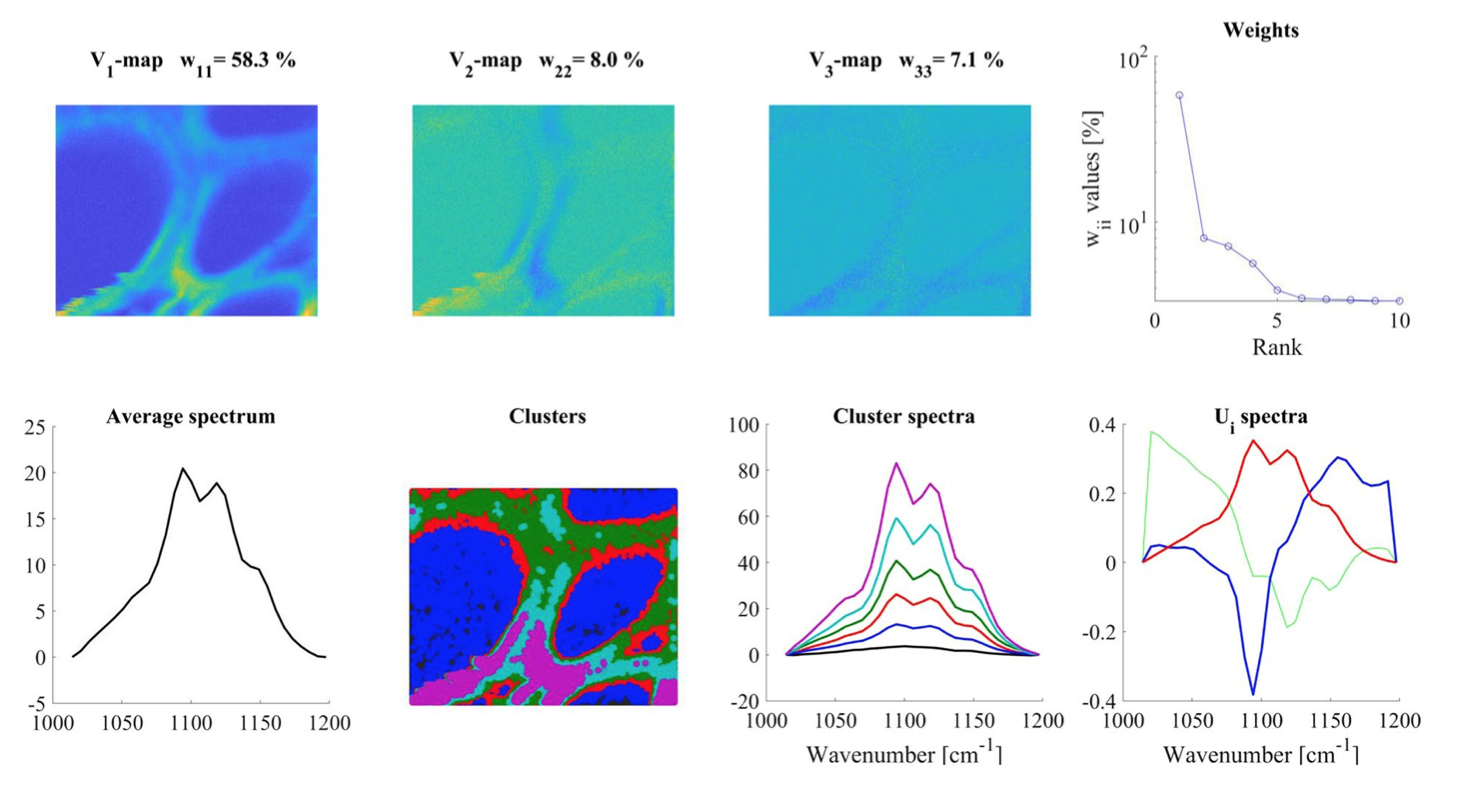 V1-map w11= 58.3 %
V2-map w22= 8.0 %
V3-map w33= 7.1 %
Weights
10^2
10^1
wii values [%]
0 5 10
Rank
Average spectrum
25
20
15
10
5
0
-5
1000 1050 1100 1150 1200
Clusters
Cluster spectra
100
80
60
40
20
0
-20
1000 1050 1100 1150 1200
Wavenumber [cm-1]
Ui spectra
0.4
0.2
0
-0.2
-0.4
1000 1050 1100 1150 1200
Wavenumber [cm-1]